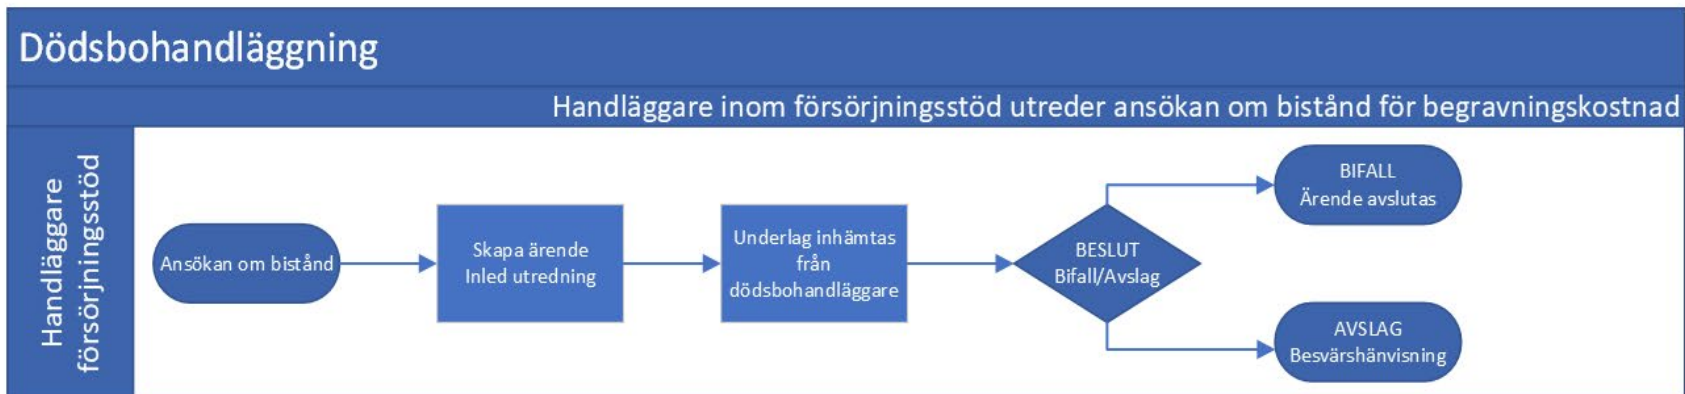 Dödsbohandläggning
Handläggare inom försörjningsstöd utreder ansökan om bistånd för begravningskostnad
Handläggare
försörjningsstöd
Ansökan om bistånd
Skapa ärende
Inled utredning
Underlag inhämtas
från
dödsbohandläggare
BESLUT
Bifall/Avslag
BIFALL
Ärende avslutas
AVSLAG
Besvärshänvisning